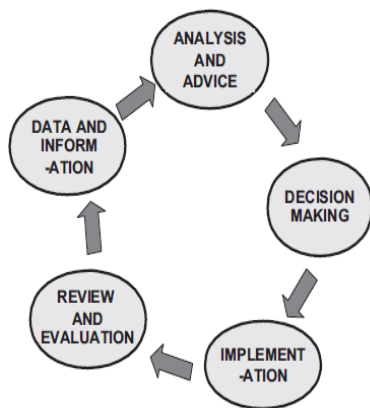 ANALYSIS
AND
ADVICE
DECISION
MAKING
IMPLEMENT
-ATION
REVIEW
AND
EVALUATION
DATA AND
INFORM
-ATION